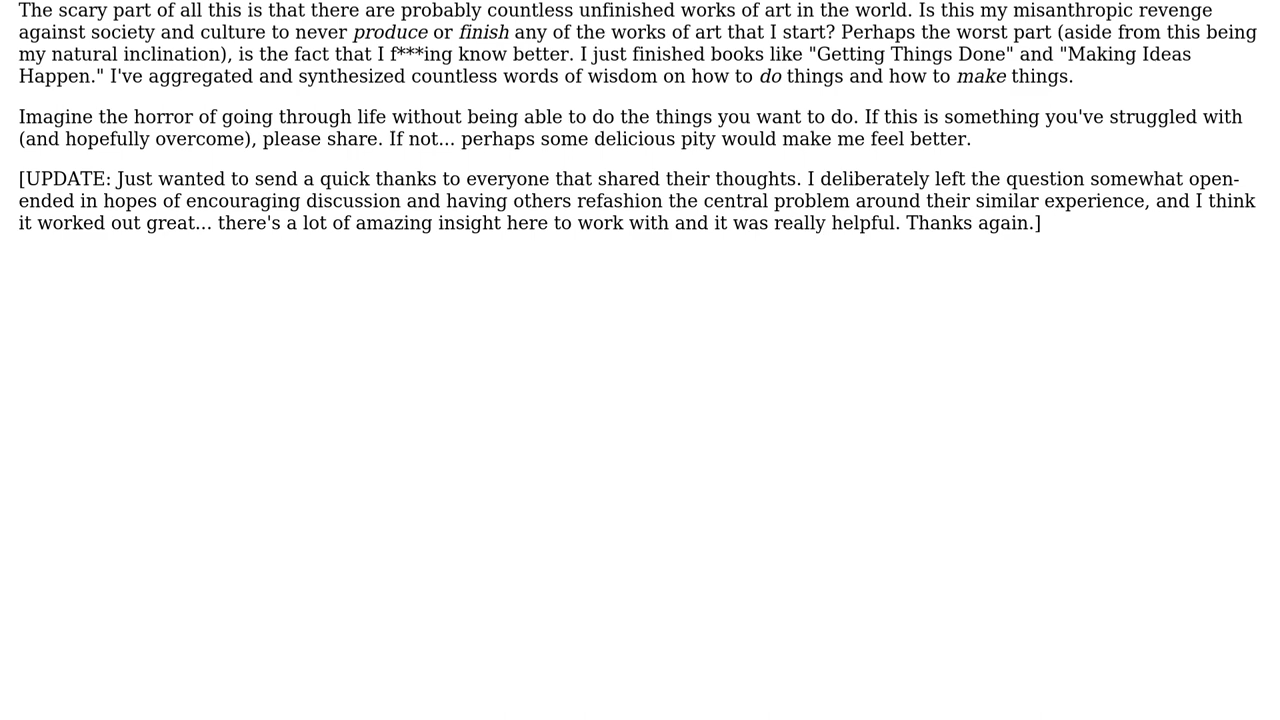 The scary part of all this is that there are probably countless unfinished works of art in the world. Is this my misanthropic revenge
against society and culture to never produce or finish any of the works of art that I start? Perhaps the worst part (aside from this being
my natural inclination), is the fact that I f***ing know better. I just finished books like "Getting Things Done" and "Making Ideas
Happen." I've aggregated and synthesized countless words of wisdom on how to do things and how to make things.
Imagine the horror of going through life without being able to do the things you want to do. If this is something you've struggled with
(and hopefully overcome), please share. If not... perhaps some delicious pity would make me feel better.
[UPDATE: Just wanted to send a quick thanks to everyone that shared their thoughts. I deliberately left the question somewhat open-
ended in hopes of encouraging discussion and having others refashion the central problem around their similar experience, and I think
it worked out great... there's a lot of amazing insight here to work with and it was really helpful. Thanks again.]